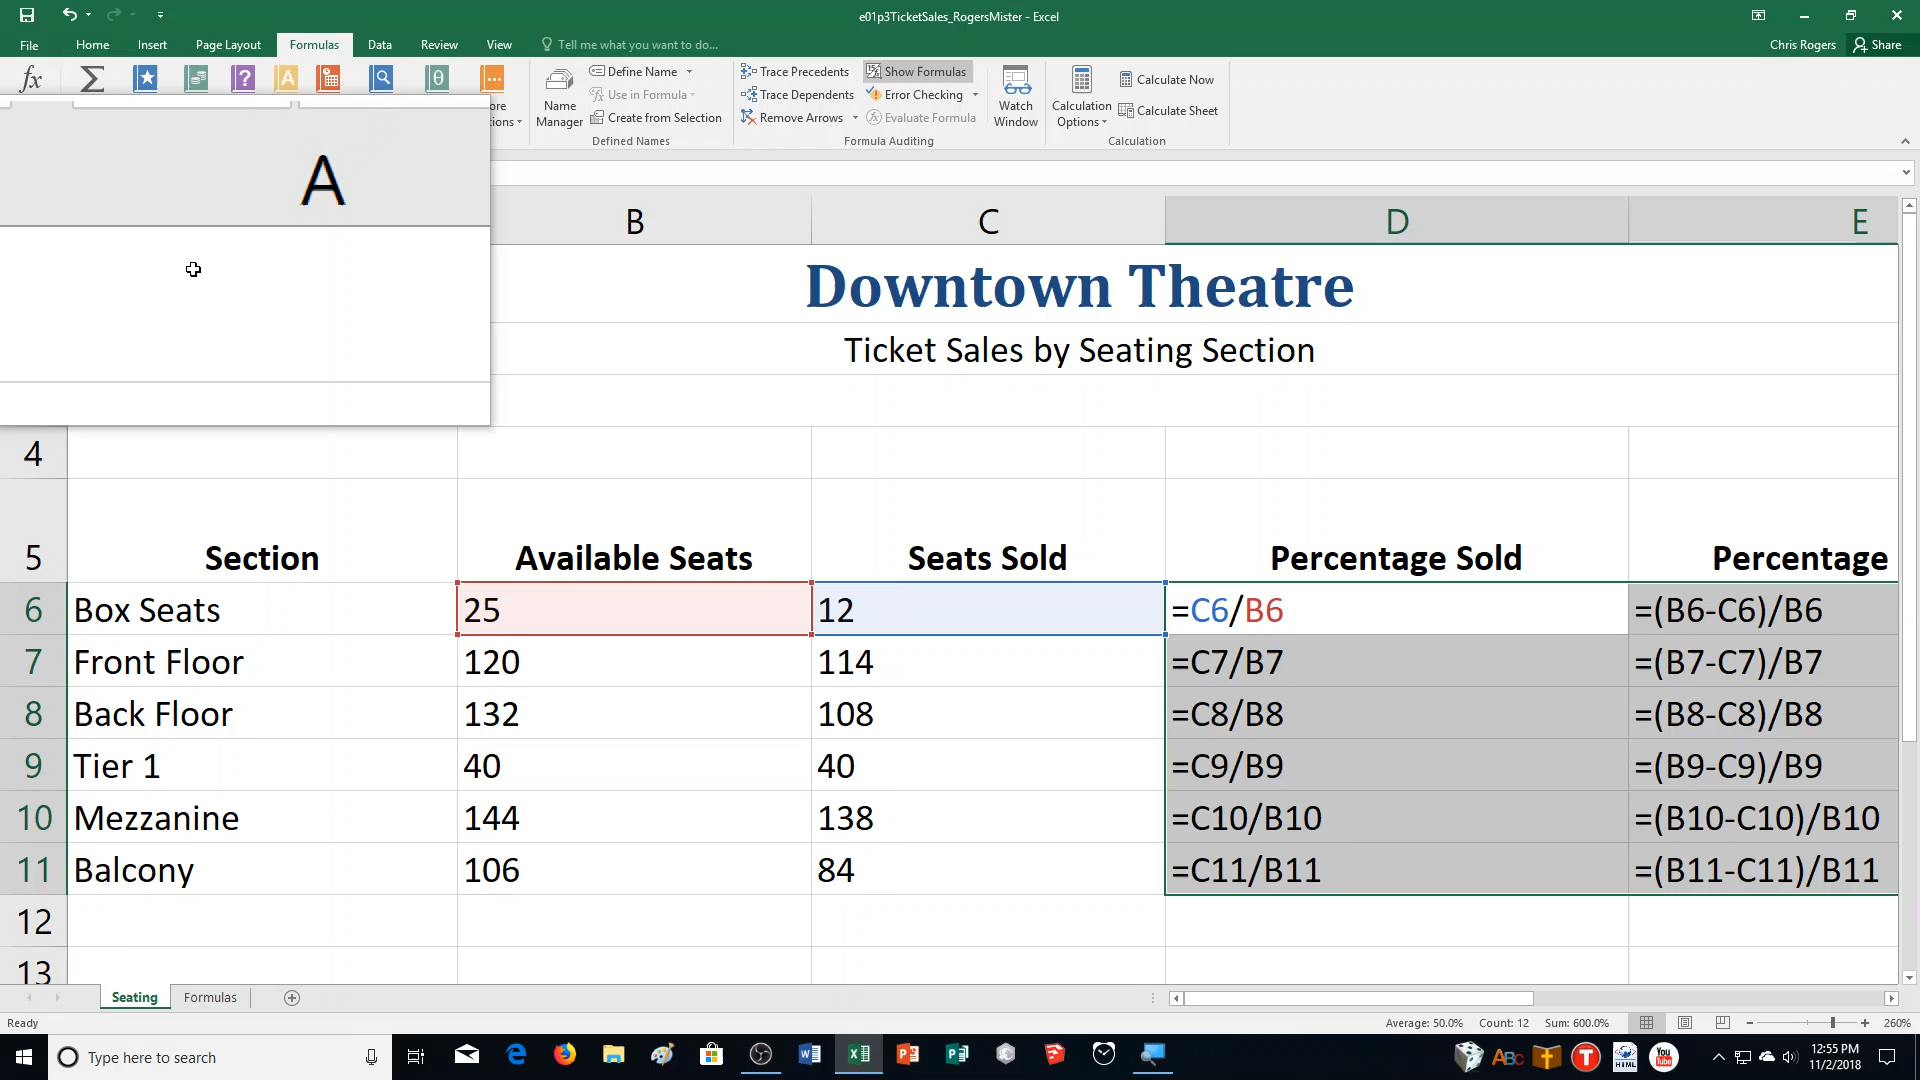 e01p3TicketSales_RogersMister - Excel
File Home Insert Page Layout Formulas Data Review View Tell me what you want to do... Chris Rogers Share
fx Σ ? A θ
Name Manager
Define Name
Use in Formula
Create from Selection
Defined Names
Trace Precedents
Trace Dependents
Remove Arrows
Show Formulas
Error Checking
Evaluate Formula
Formula Auditing
Watch Window
Calculation Options
Calculate Now
Calculate Sheet
Calculation
ore
ons
A B C D E
Downtown Theatre
Ticket Sales by Seating Section
4
5 Section Available Seats Seats Sold Percentage Sold Percentage
6 Box Seats 25 12 =C6/B6 =(B6-C6)/B6
7 Front Floor 120 114 =C7/B7 =(B7-C7)/B7
8 Back Floor 132 108 =C8/B8 =(B8-C8)/B8
9 Tier 1 40 40 =C9/B9 =(B9-C9)/B9
10 Mezzanine 144 138 =C10/B10 =(B10-C10)/B10
11 Balcony 106 84 =C11/B11 =(B11-C11)/B11
12
13
Seating Formulas
Ready Average: 50.0% Count: 12 Sum: 600.0% 260%
Type here to search
ABC
T
HTML
You Tube
12:55 PM
11/2/2018